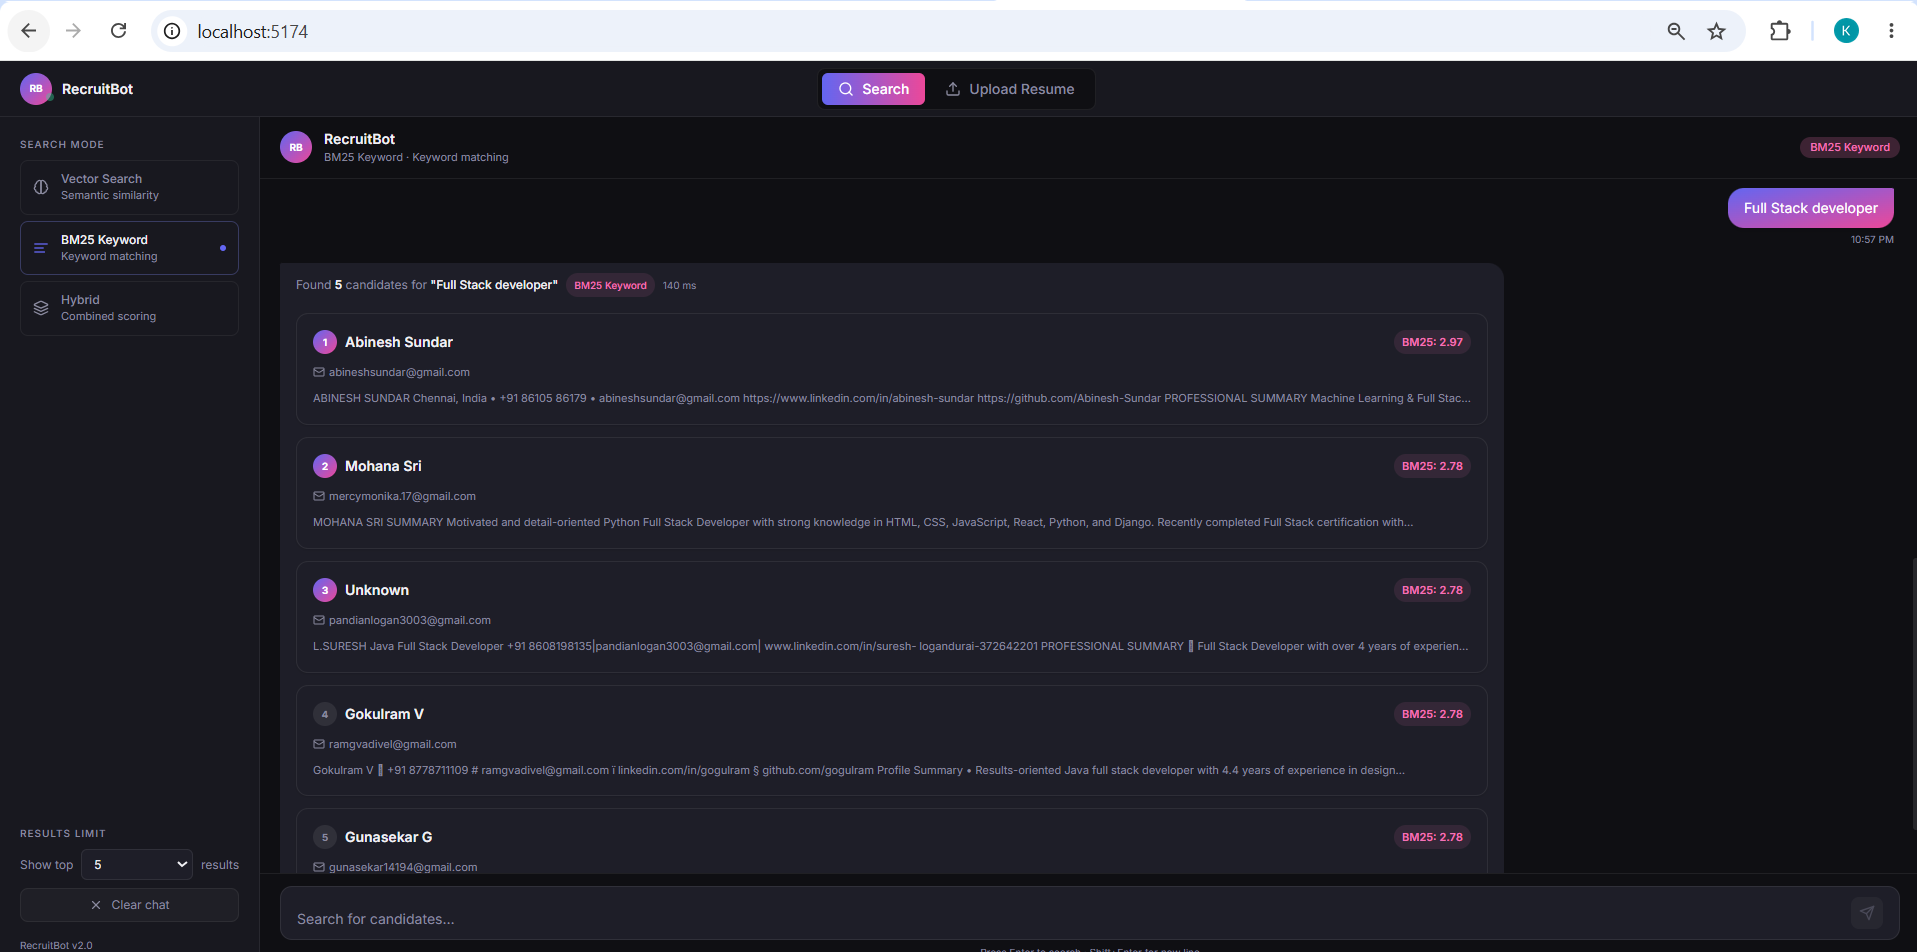 localhost:5174
K
RB
RecruitBot
Search
Upload Resume
SEARCH MODE
Vector Search
Semantic similarity
BM25 Keyword
Keyword matching
Hybrid
Combined scoring
RESULTS LIMIT
Show top 5 results
Clear chat
RecruitBot v2.0
RB
RecruitBot
BM25 Keyword · Keyword matching
BM25 Keyword
Full Stack developer
10:57 PM
Found 5 candidates for "Full Stack developer" BM25 Keyword 140 ms
1 Abinesh Sundar BM25: 2.97
abineshsundar@gmail.com
ABINESH SUNDAR Chennai, India • +91 86105 86179 • abineshsundar@gmail.com https://www.linkedin.com/in/abinesh-sundar https://github.com/Abinesh-Sundar PROFESSIONAL SUMMARY Machine Learning & Full Stac...
2 Mohana Sri BM25: 2.78
mercymonika.17@gmail.com
MOHANA SRI SUMMARY Motivated and detail-oriented Python Full Stack Developer with strong knowledge in HTML, CSS, JavaScript, React, Python, and Django. Recently completed Full Stack certification with...
3 Unknown BM25: 2.78
pandianlogan3003@gmail.com
L.SURESH Java Full Stack Developer +91 8608198135|pandianlogan3003@gmail.com| www.linkedin.com/in/suresh- logandurai-372642201 PROFESSIONAL SUMMARY Full Stack Developer with over 4 years of experien...
4 Gokulram V BM25: 2.78
ramgvadivel@gmail.com
Gokulram V +91 8778711109 # ramgvadivel@gmail.com ï linkedin.com/in/gogulram § github.com/gogulram Profile Summary • Results-oriented Java full stack developer with 4.4 years of experience in design...
5 Gunasekar G BM25: 2.78
gunasekar14194@gmail.com
Search for candidates...
Press Enter to search · Shift+Enter for new line